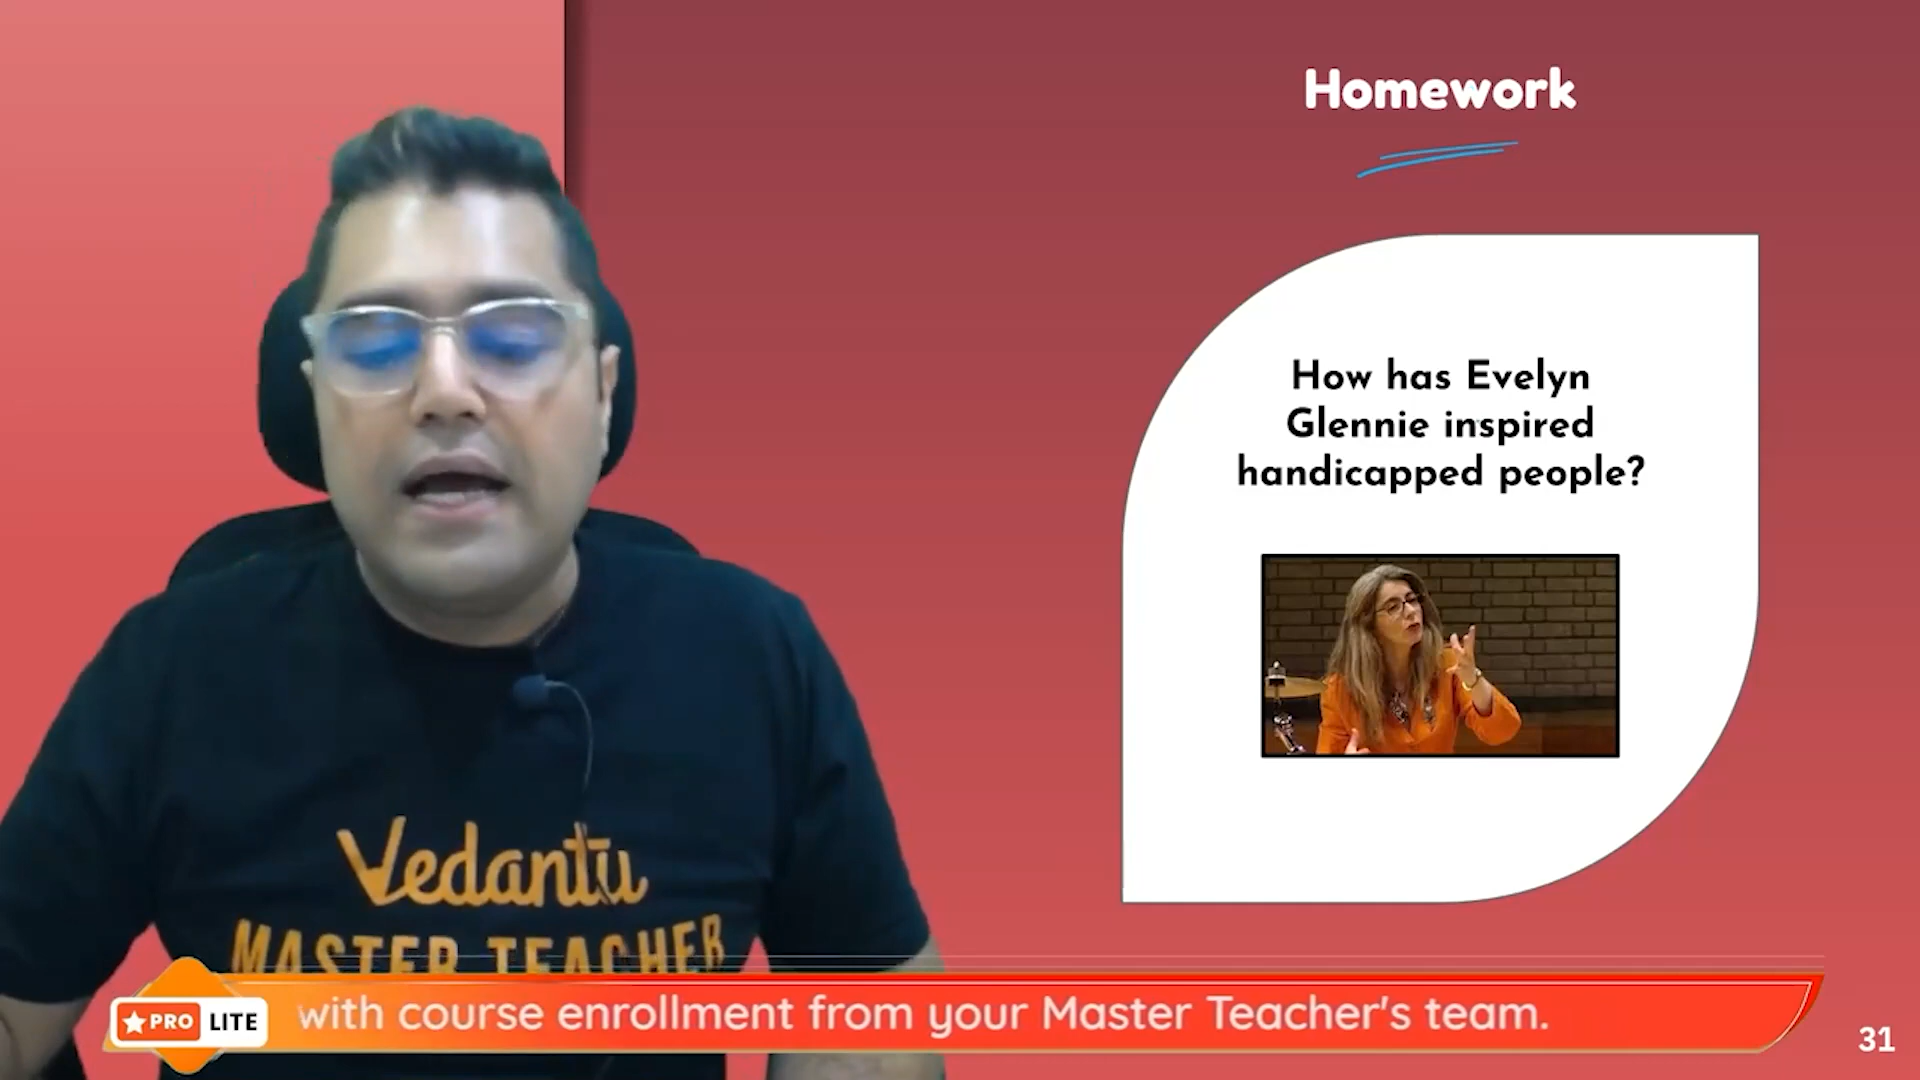 Homework
How has Evelyn
Glennie inspired
handicapped people?
Vedantu
MASTER TEACHER
PRO LITE
with course enrollment from your Master Teacher's team.
31